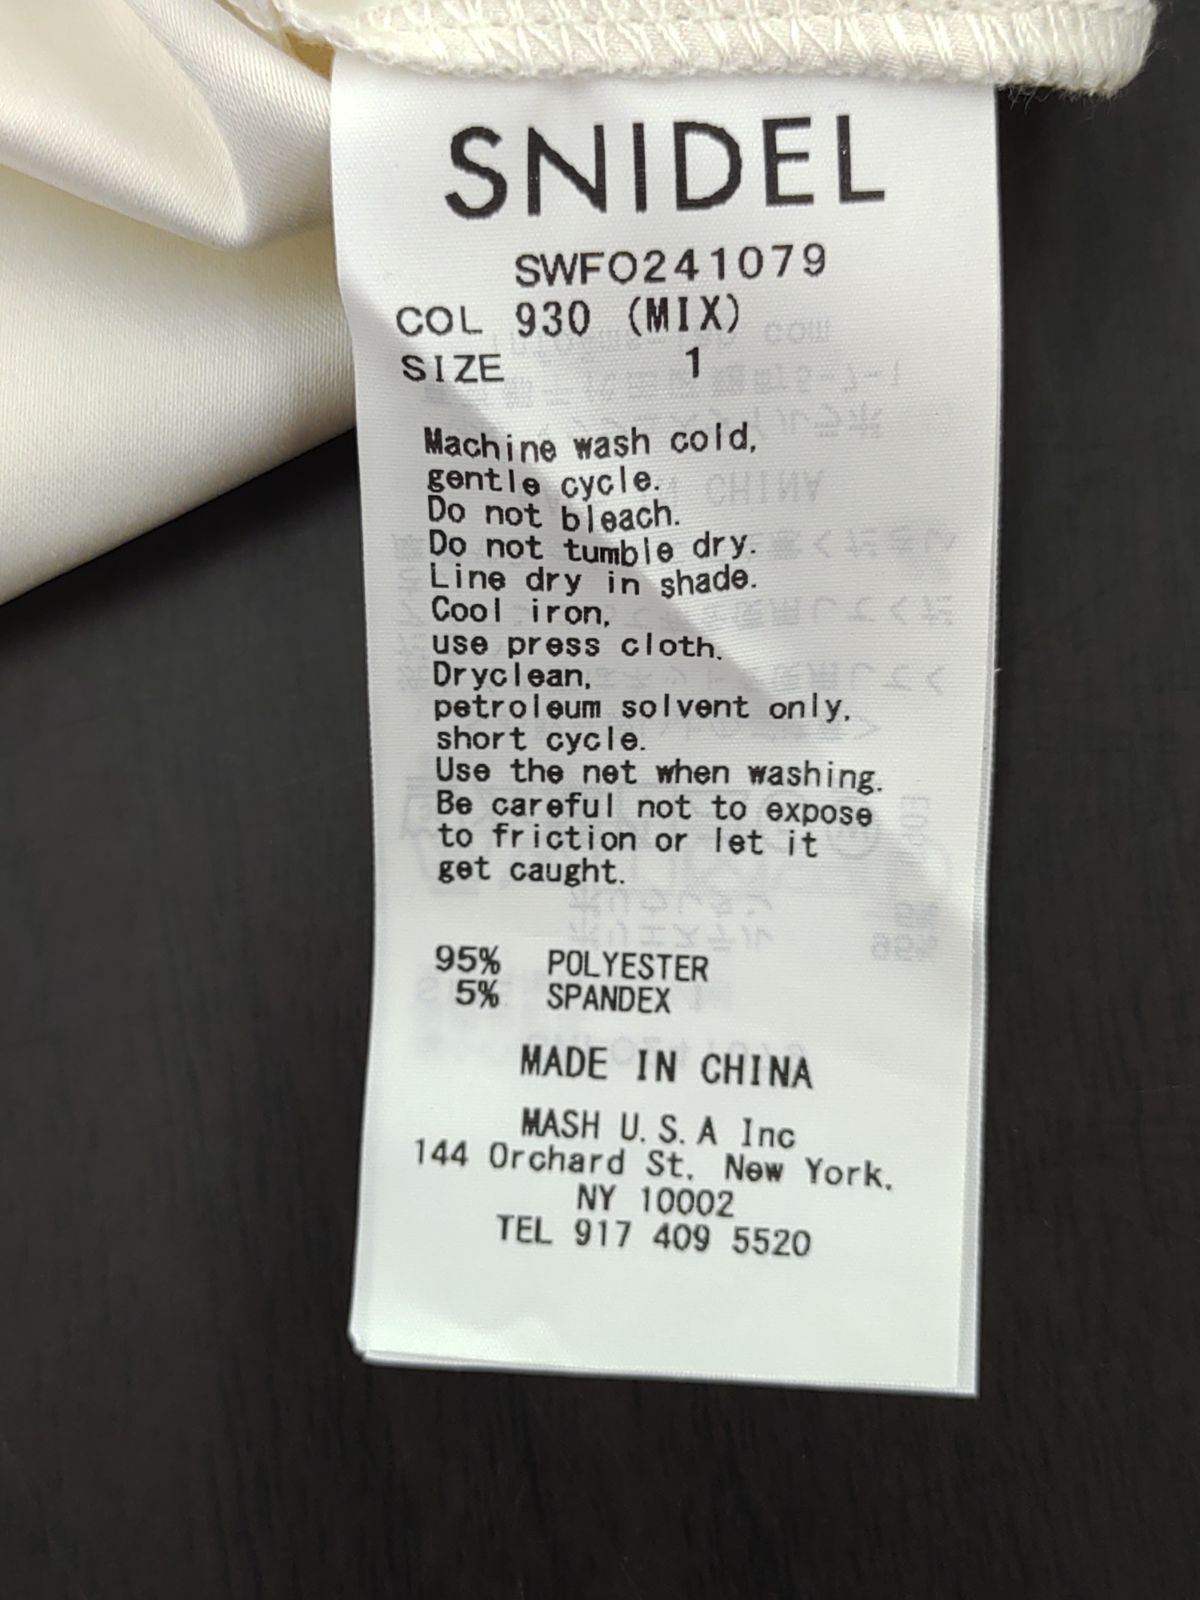 SNIDEL
SWFO241079
COL 930 (MIX)
SIZE 1
Machine wash cold,
gentle cycle.
Do not bleach.
Do not tumble dry.
Line dry in shade.
Cool iron,
use press cloth.
Dryclean,
petroleum solvent only,
short cycle.
Use the net when washing.
Be careful not to expose
to friction or let it
get caught.
95% POLYESTER
5% SPANDEX
MADE IN CHINA
MASH U.S.A Inc
144 Orchard St. New York.
NY 10002
TEL 917 409 5520